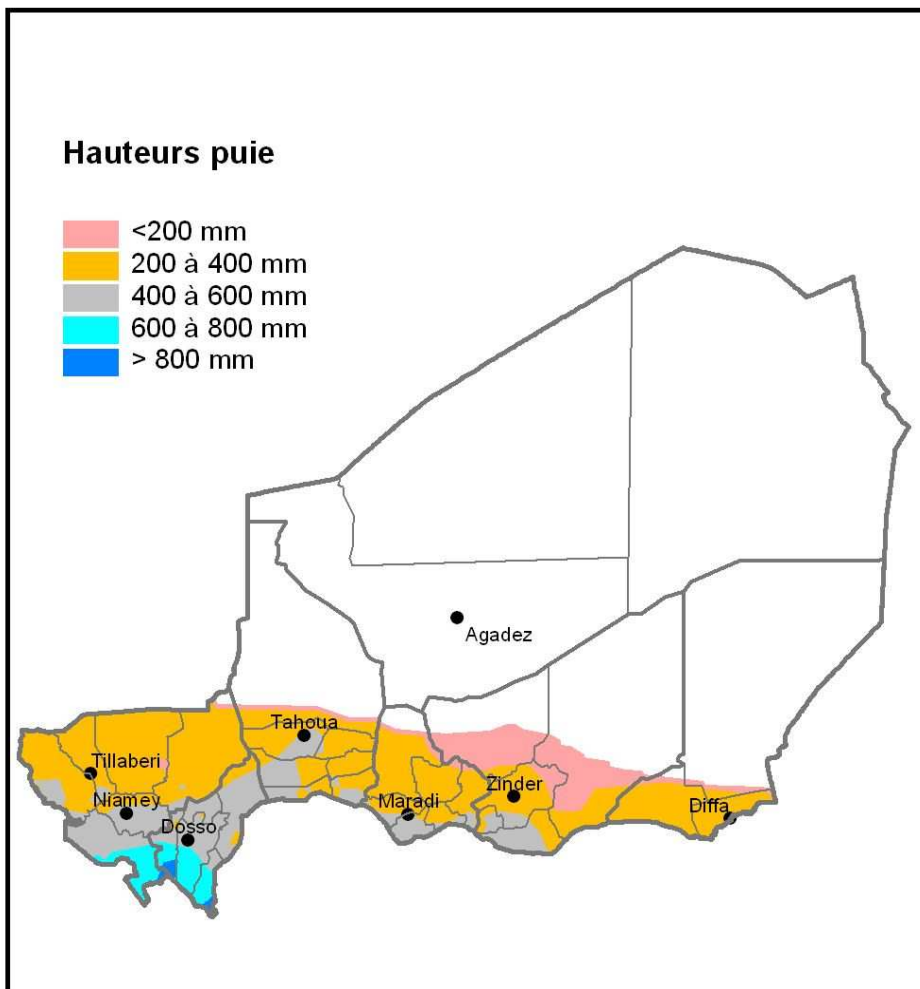 Hauteurs puie
<200 mm
200 à 400 mm
400 à 600 mm
600 à 800 mm
> 800 mm
Agadez
Tahoua
Tillaberi
Zinder
Niamey
Maradi
Diffa
Dosso